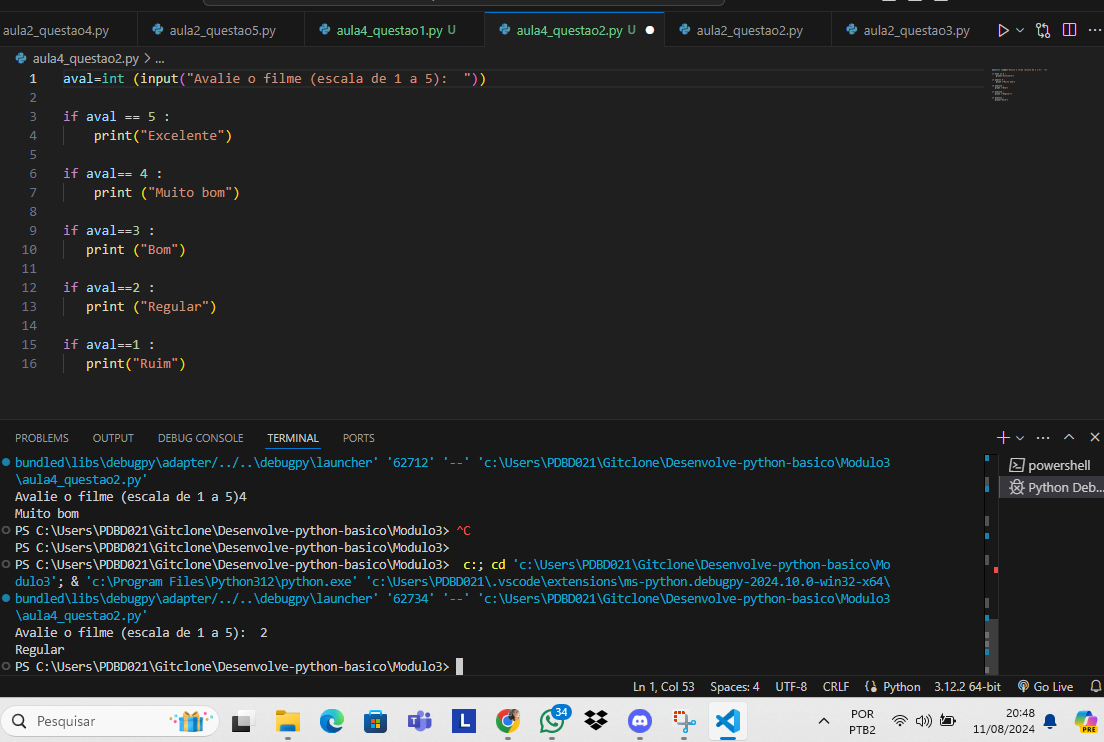 aula2_questao4.py
aula2_questao5.py
aula4_questao1.py U
aula4_questao2.py U
aula2_questao2.py
aula2_questao3.py
aula4_questao2.py > ...
1 aval=int (input("Avalie o filme (escala de 1 a 5):  "))
2
3 if aval == 5 :
4     print("Excelente")
5
6 if aval== 4 :
7     print ("Muito bom")
8
9 if aval==3 :
10    print ("Bom")
11
12 if aval==2 :
13    print ("Regular")
14
15 if aval==1 :
16    print("Ruim")
PROBLEMS OUTPUT DEBUG CONSOLE TERMINAL PORTS
bundled\libs\debugpy\adapter/../..\debugpy\launcher' '62712' '--' 'c:\Users\PDBD021\Gitclone\Desenvolve-python-basico\Modulo3
\aula4_questao2.py'
Avalie o filme (escala de 1 a 5)4
Muito bom
PS C:\Users\PDBD021\Gitclone\Desenvolve-python-basico\Modulo3> ^C
PS C:\Users\PDBD021\Gitclone\Desenvolve-python-basico\Modulo3>
PS C:\Users\PDBD021\Gitclone\Desenvolve-python-basico\Modulo3>  c:; cd 'c:\Users\PDBD021\Gitclone\Desenvolve-python-basico\Mo
dulo3'; & 'c:\Program Files\Python312\python.exe' 'c:\Users\PDBD021\.vscode\extensions\ms-python.debugpy-2024.10.0-win32-x64\
bundled\libs\debugpy\adapter/../..\debugpy\launcher' '62734' '--' 'c:\Users\PDBD021\Gitclone\Desenvolve-python-basico\Modulo3
\aula4_questao2.py'
Avalie o filme (escala de 1 a 5):  2
Regular
PS C:\Users\PDBD021\Gitclone\Desenvolve-python-basico\Modulo3>
powershell
Python Deb...
Ln 1, Col 53 Spaces: 4 UTF-8 CRLF Python 3.12.2 64-bit Go Live
Pesquisar
L
34
POR
PTB2
20:48
11/08/2024
PRE